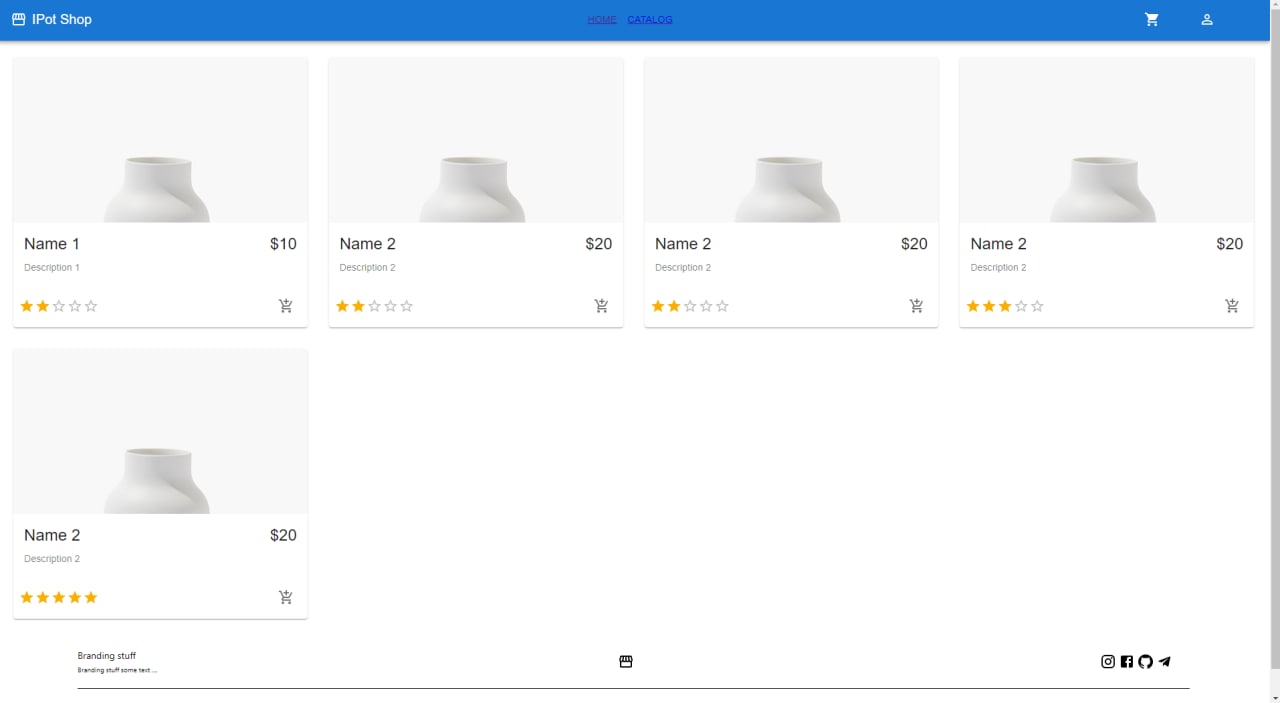 IPot Shop
HOME CATALOG
Name 1 $10
Description 1
Name 2 $20
Description 2
Name 2 $20
Description 2
Name 2 $20
Description 2
Name 2 $20
Description 2
Branding stuff
Branding stuff some text ...